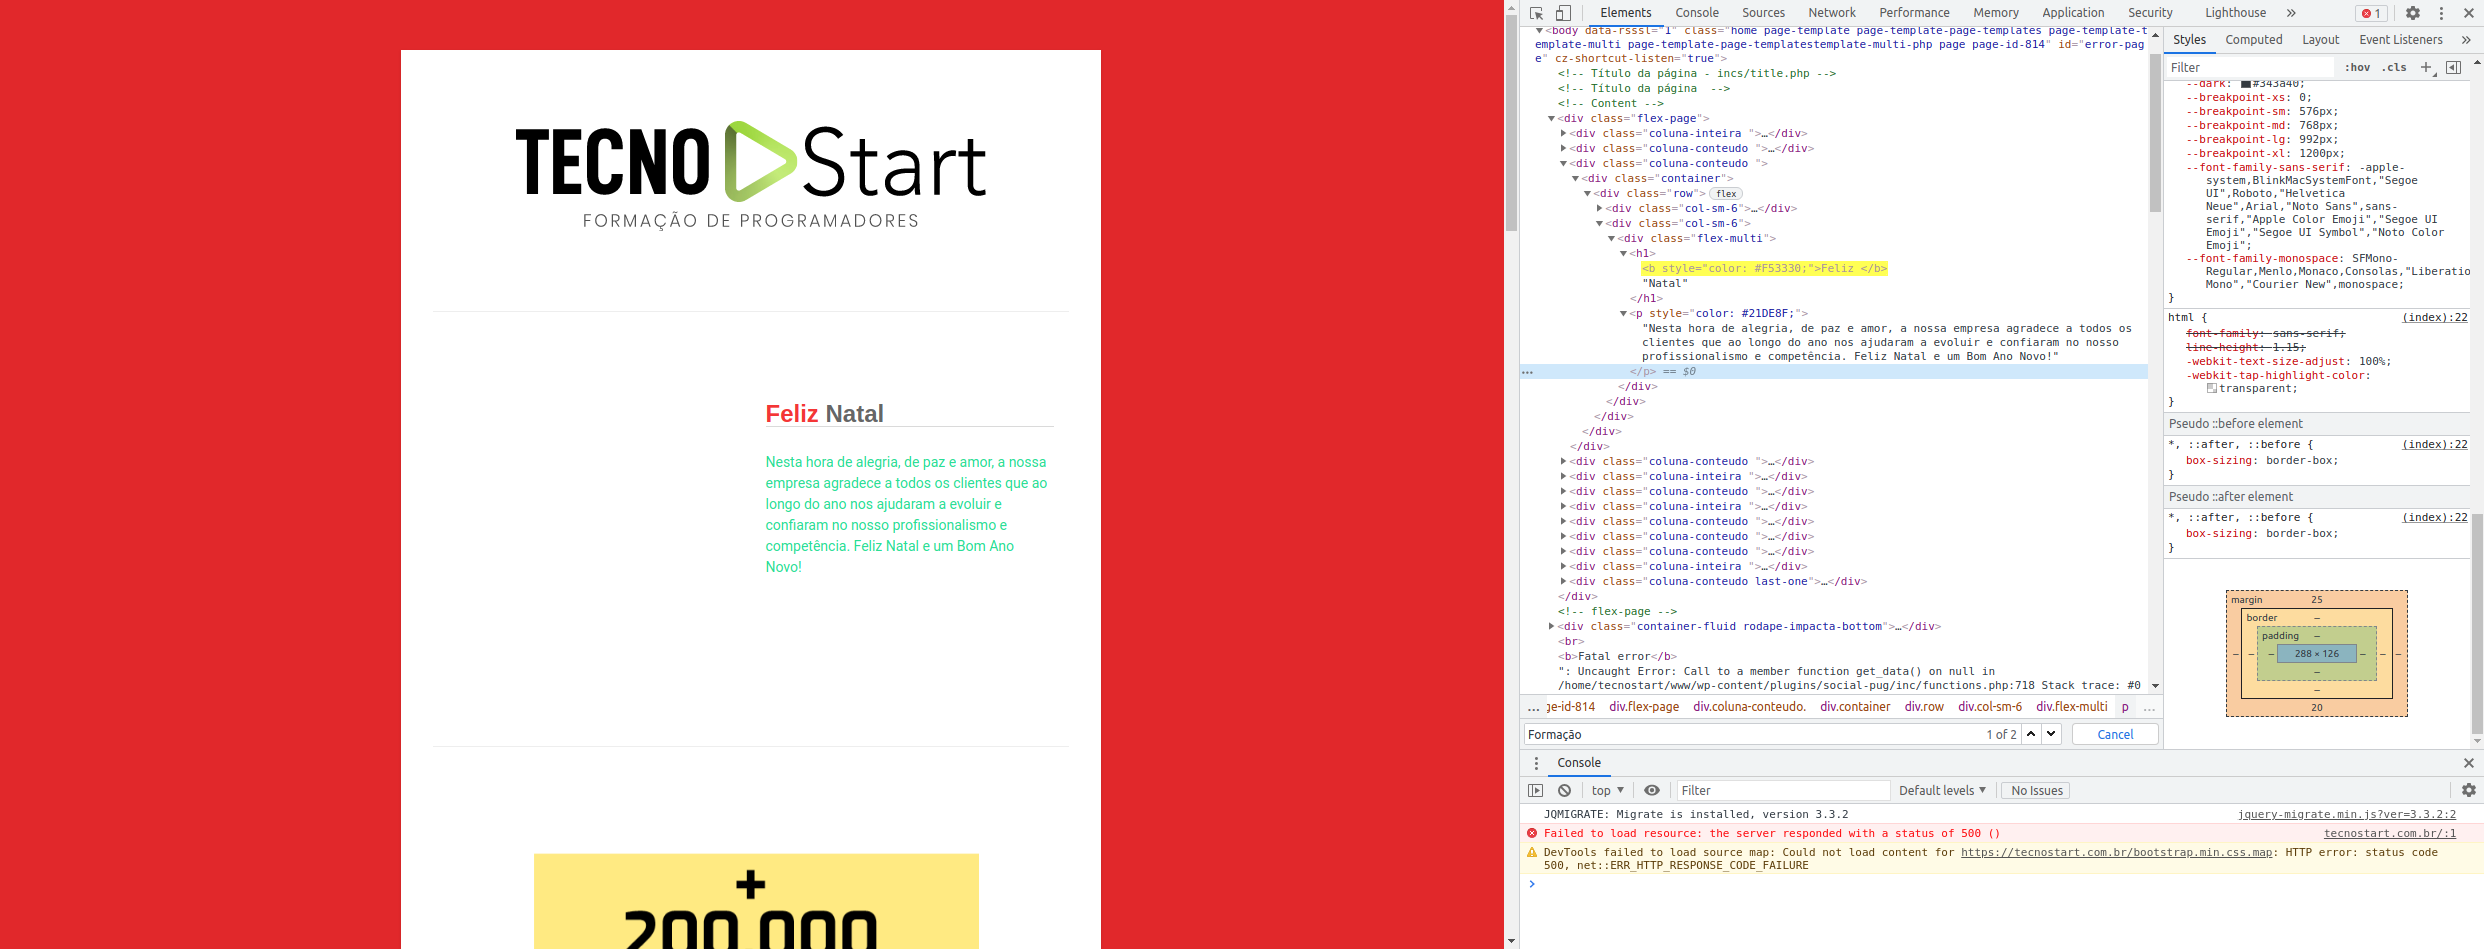 TECNO Start
FORMAÇÃO DE PROGRAMADORES
Feliz Natal
Nesta hora de alegria, de paz e amor, a nossa
empresa agradece a todos os clientes que ao
longo do ano nos ajudaram a evoluir e
confiaram no nosso profissionalismo e
competência. Feliz Natal e um Bom Ano
Novo!
+
200.000
Elements Console Sources Network Performance Memory Application Security Lighthouse » 1
<body data-rsssl="1" class="home page-template page-template-page-templates page-template-t
emplate-multi page-template-page-templatestemplate-multi-php page page-id-814" id="error-pag
e" cz-shortcut-listen="true">
<!-- Título da página - incs/title.php -->
<!-- Título da página  -->
<!-- Content -->
<div class="flex-page">
<div class="coluna-inteira ">…</div>
<div class="coluna-conteudo ">…</div>
<div class="coluna-conteudo ">
<div class="container">
<div class="row"> flex
<div class="col-sm-6">…</div>
<div class="col-sm-6">
<div class="flex-multi">
<h1>
<b style="color: #F53330;">Feliz </b>
"Natal"
</h1>
<p style="color: #21DE8F;">
"Nesta hora de alegria, de paz e amor, a nossa empresa agradece a todos os
clientes que ao longo do ano nos ajudaram a evoluir e confiaram no nosso
profissionalismo e competência. Feliz Natal e um Bom Ano Novo!"
… </p> == $0
</div>
</div>
</div>
</div>
</div>
<div class="coluna-conteudo ">…</div>
<div class="coluna-inteira ">…</div>
<div class="coluna-conteudo ">…</div>
<div class="coluna-inteira ">…</div>
<div class="coluna-conteudo ">…</div>
<div class="coluna-conteudo ">…</div>
<div class="coluna-conteudo ">…</div>
<div class="coluna-inteira ">…</div>
<div class="coluna-conteudo last-one">…</div>
</div>
<!-- flex-page -->
<div class="container-fluid rodape-impacta-bottom">…</div>
<br>
<b>Fatal error</b>
": Uncaught Error: Call to a member function get_data() on null in
/home/tecnostart/www/wp-content/plugins/social-pug/inc/functions.php:718 Stack trace: #0
… ge-id-814 div.flex-page div.coluna-conteudo. div.container div.row div.col-sm-6 div.flex-multi p …
Formação 1 of 2 Cancel
Styles Computed Layout Event Listeners »
Filter :hov .cls +
--dark: #343a40;
--breakpoint-xs: 0;
--breakpoint-sm: 576px;
--breakpoint-md: 768px;
--breakpoint-lg: 992px;
--breakpoint-xl: 1200px;
--font-family-sans-serif: -apple-
system,BlinkMacSystemFont,"Segoe
UI",Roboto,"Helvetica
Neue",Arial,"Noto Sans",sans-
serif,"Apple Color Emoji","Segoe UI
Emoji","Segoe UI Symbol","Noto Color
Emoji";
--font-family-monospace: SFMono-
Regular,Menlo,Monaco,Consolas,"Liberatio
Mono","Courier New",monospace;
}
html { (index):22
font-family: sans-serif;
line-height: 1.15;
-webkit-text-size-adjust: 100%;
-webkit-tap-highlight-color:
transparent;
}
Pseudo ::before element
*, ::after, ::before { (index):22
box-sizing: border-box;
}
Pseudo ::after element
*, ::after, ::before { (index):22
box-sizing: border-box;
}
margin 25
border –
padding –
– – – 288 × 126 – – –
–
–
20
Console
top Filter Default levels No Issues
JQMIGRATE: Migrate is installed, version 3.3.2 jquery-migrate.min.js?ver=3.3.2:2
Failed to load resource: the server responded with a status of 500 () tecnostart.com.br/:1
DevTools failed to load source map: Could not load content for https://tecnostart.com.br/bootstrap.min.css.map: HTTP error: status code
500, net::ERR_HTTP_RESPONSE_CODE_FAILURE